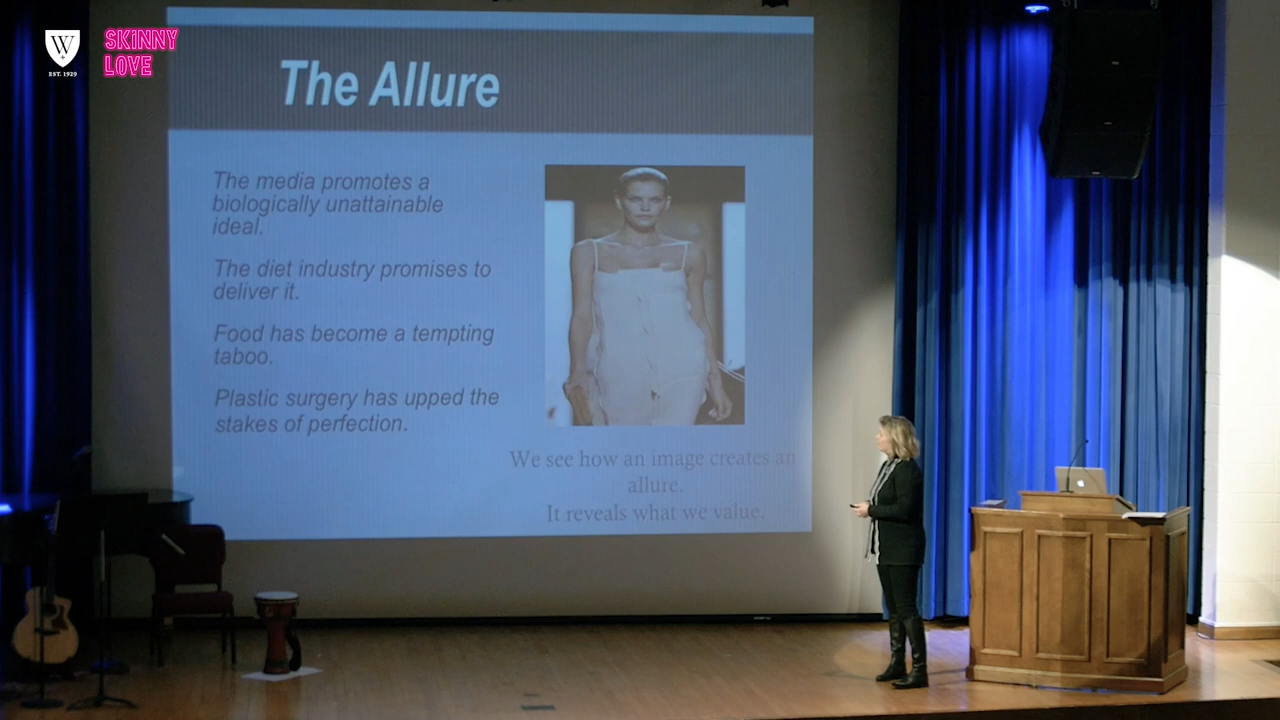 W
EST. 1929
SKiNNY
LOVE
The Allure
The media promotes a
biologically unattainable
ideal.
The diet industry promises to
deliver it.
Food has become a tempting
taboo.
Plastic surgery has upped the
stakes of perfection.
We see how an image creates an
allure.
It reveals what we value.